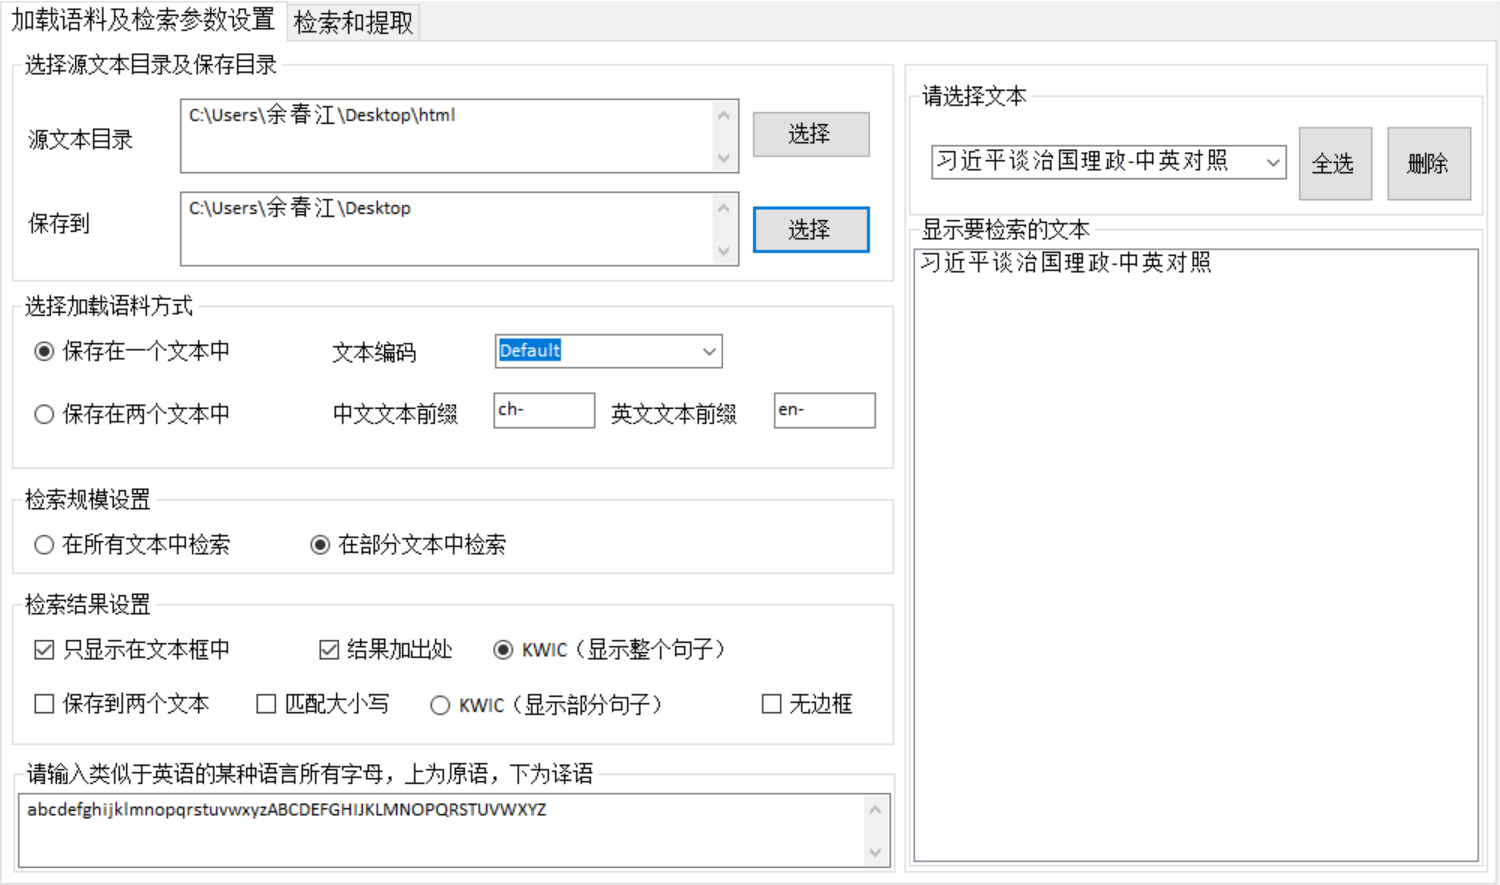 加载语料及检索参数设置 检索和提取
选择源文本目录及保存目录
源文本目录 C:\Users\余春江\Desktop\html 选择
保存到 C:\Users\余春江\Desktop 选择
选择加载语料方式
保存在一个文本中 文本编码 Default
保存在两个文本中 中文文本前缀 ch- 英文文本前缀 en-
检索规模设置
在所有文本中检索 在部分文本中检索
检索结果设置
只显示在文本框中 结果加出处 KWIC（显示整个句子）
保存到两个文本 匹配大小写 KWIC（显示部分句子） 无边框
请输入类似于英语的某种语言所有字母，上为原语，下为译语
abcdefghijklmnopqrstuvwxyzABCDEFGHIJKLMNOPQRSTUVWXYZ
请选择文本
习近平谈治国理政-中英对照 全选 删除
显示要检索的文本
习近平谈治国理政-中英对照